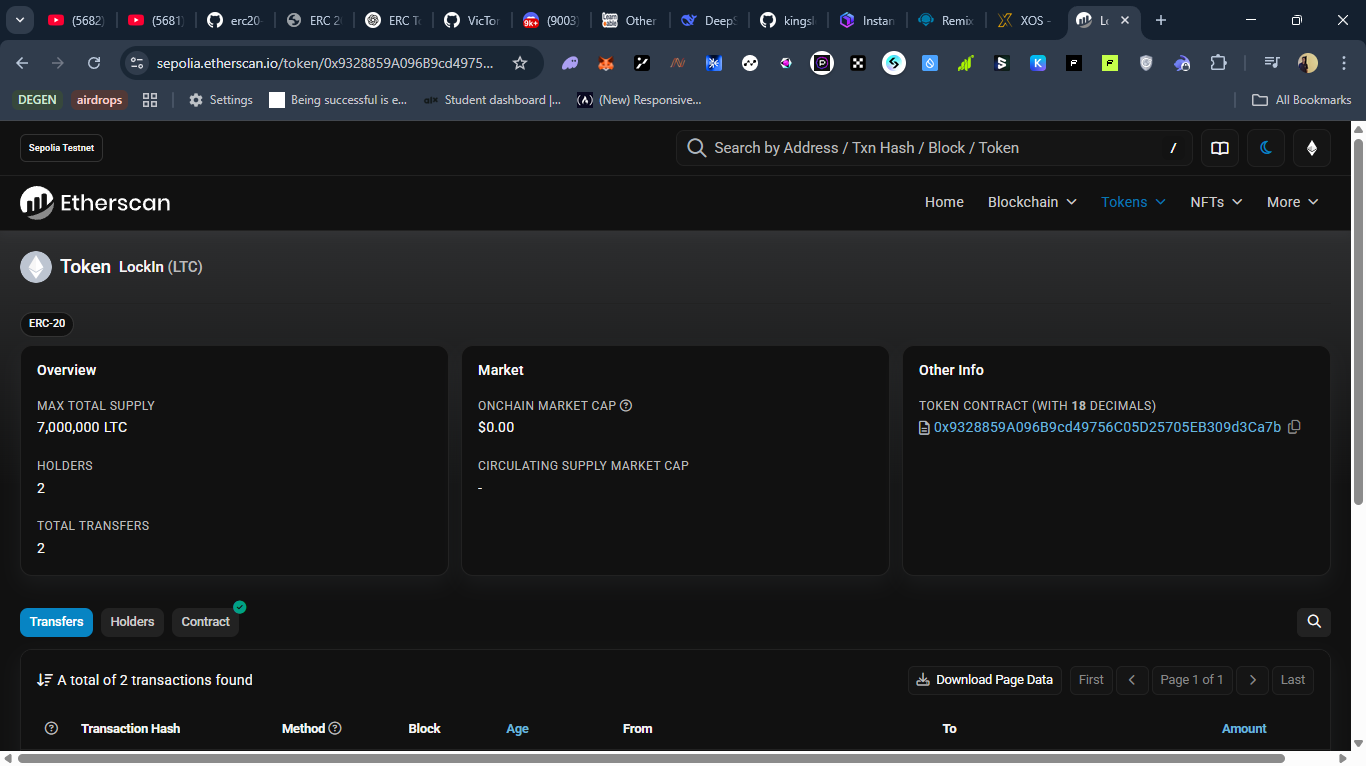 (5682)
(5681)
erc20-
ERC 20
ERC T
VicTor
(9003)
Other
DeepS
kingsl
Instan
Remix
XOS -
Lo
sepolia.etherscan.io/token/0x9328859A096B9cd4975...
DEGEN
airdrops
Settings
Being successful is e...
Student dashboard |...
(New) Responsive...
All Bookmarks
Sepolia Testnet
Search by Address / Txn Hash / Block / Token
/
Etherscan
Home
Blockchain
Tokens
NFTs
More
Token LockIn (LTC)
ERC-20
Overview
MAX TOTAL SUPPLY
7,000,000 LTC
HOLDERS
2
TOTAL TRANSFERS
2
Market
ONCHAIN MARKET CAP
$0.00
CIRCULATING SUPPLY MARKET CAP
-
Other Info
TOKEN CONTRACT (WITH 18 DECIMALS)
0x9328859A096B9cd49756C05D25705EB309d3Ca7b
Transfers
Holders
Contract
A total of 2 transactions found
Download Page Data
First
Page 1 of 1
Last
Transaction Hash
Method
Block
Age
From
To
Amount